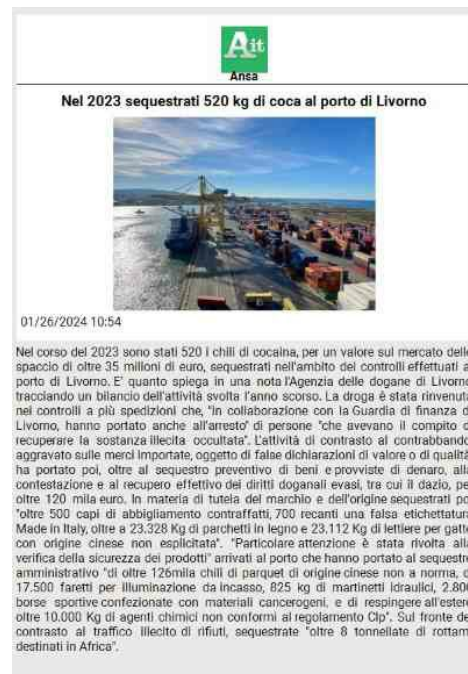 Ait
Ansa
Nel 2023 sequestrati 520 kg di coca al porto di Livorno
01/26/2024 10:54
Nel corso del 2023 sono stati 520 i chili di cocaina, per un valore sul mercato dello
spaccio di oltre 35 milioni di euro, sequestrati nell'ambito dei controlli effettuati al
porto di Livorno. E' quanto spiega in una nota l'Agenzia delle dogane di Livorno
tracciando un bilancio dell'attività svolta l'anno scorso. La droga è stata rinvenuta
nei controlli a più spedizioni che, "in collaborazione con la Guardia di finanza di
Livorno, hanno portato anche all'arresto" di persone "che avevano il compito di
recuperare la sostanza illecita occultata". L'attività di contrasto al contrabbando
aggravato sulle merci importate, oggetto di false dichiarazioni di valore o di qualità,
ha portato poi, oltre al sequestro preventivo di beni e provviste di denaro, alla
contestazione e al recupero effettivo dei diritti doganali evasi, tra cui il dazio, per
oltre 120 mila euro. In materia di tutela del marchio e dell'origine sequestrati poi
"oltre 500 capi di abbigliamento contraffatti, 700 recanti una falsa etichettatura
Made in Italy, oltre a 23.328 Kg di parchetti in legno e 23.112 Kg di lettiere per gatto
con origine cinese non esplicitata". "Particolare attenzione è stata rivolta alla
verifica della sicurezza dei prodotti" arrivati al porto che hanno portato al sequestro
amministrativo "di oltre 126mila chili di parquet di origine cinese non a norma, di
17.500 faretti per illuminazione da incasso, 825 kg di martinetti idraulici, 2.800
borse sportive confezionate con materiali cancerogeni, e di respingere all'estero
oltre 10.000 Kg di agenti chimici non conformi al regolamento Clp". Sul fronte del
contrasto al traffico illecito di rifiuti, sequestrate "oltre 8 tonnellate di rottami
destinati in Africa".